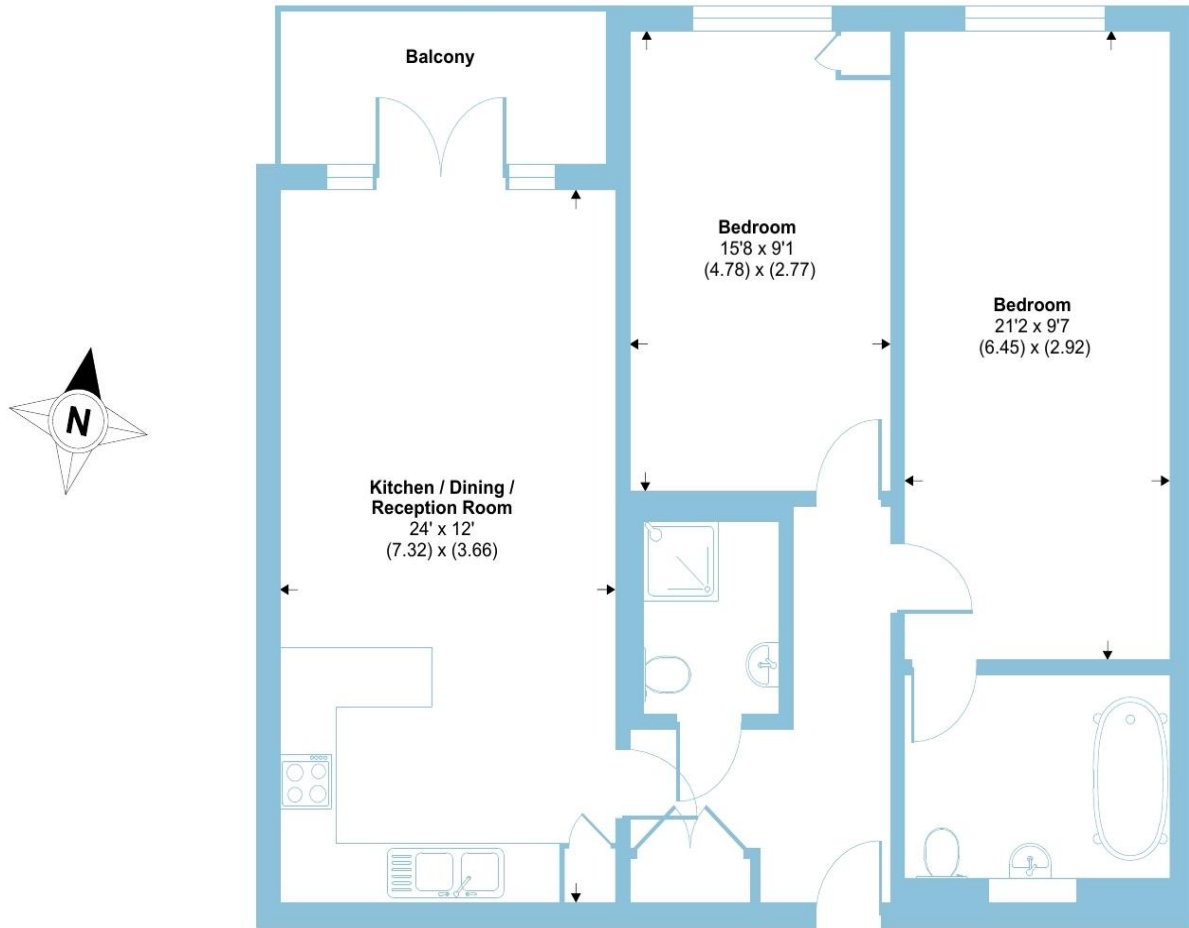 Balcony
Bedroom
15'8 x 9'1
(4.78) x (2.77)
Bedroom
21'2 x 9'7
(6.45) x (2.92)
N
Kitchen / Dining /
Reception Room
24' x 12'
(7.32) x (3.66)